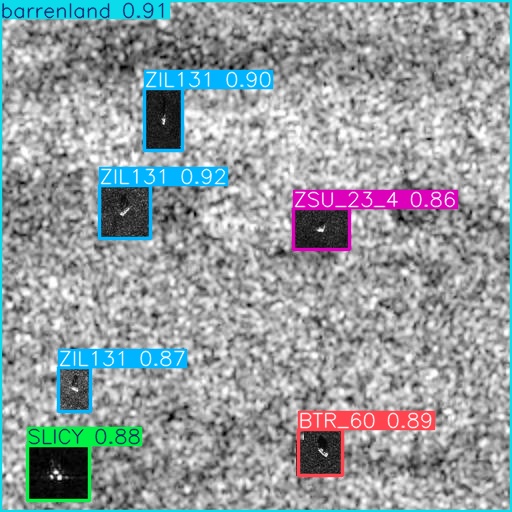 barrenland 0.91
ZIL131 0.90
ZIL131 0.92
ZSU_23_4 0.86
ZIL131 0.87
BTR_60 0.89
SLICY 0.88